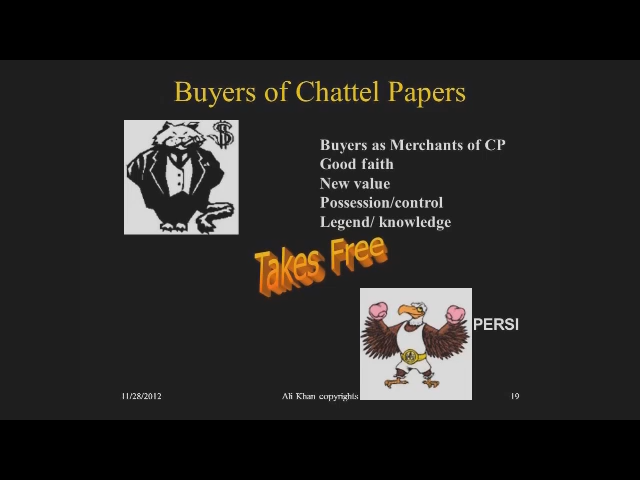 Buyers of Chattel Papers
$
Buyers as Merchants of CP
Good faith
New value
Possession/control
Legend/ knowledge
Takes Free
PERSI
11/28/2012
Ali Khan copyrights
19